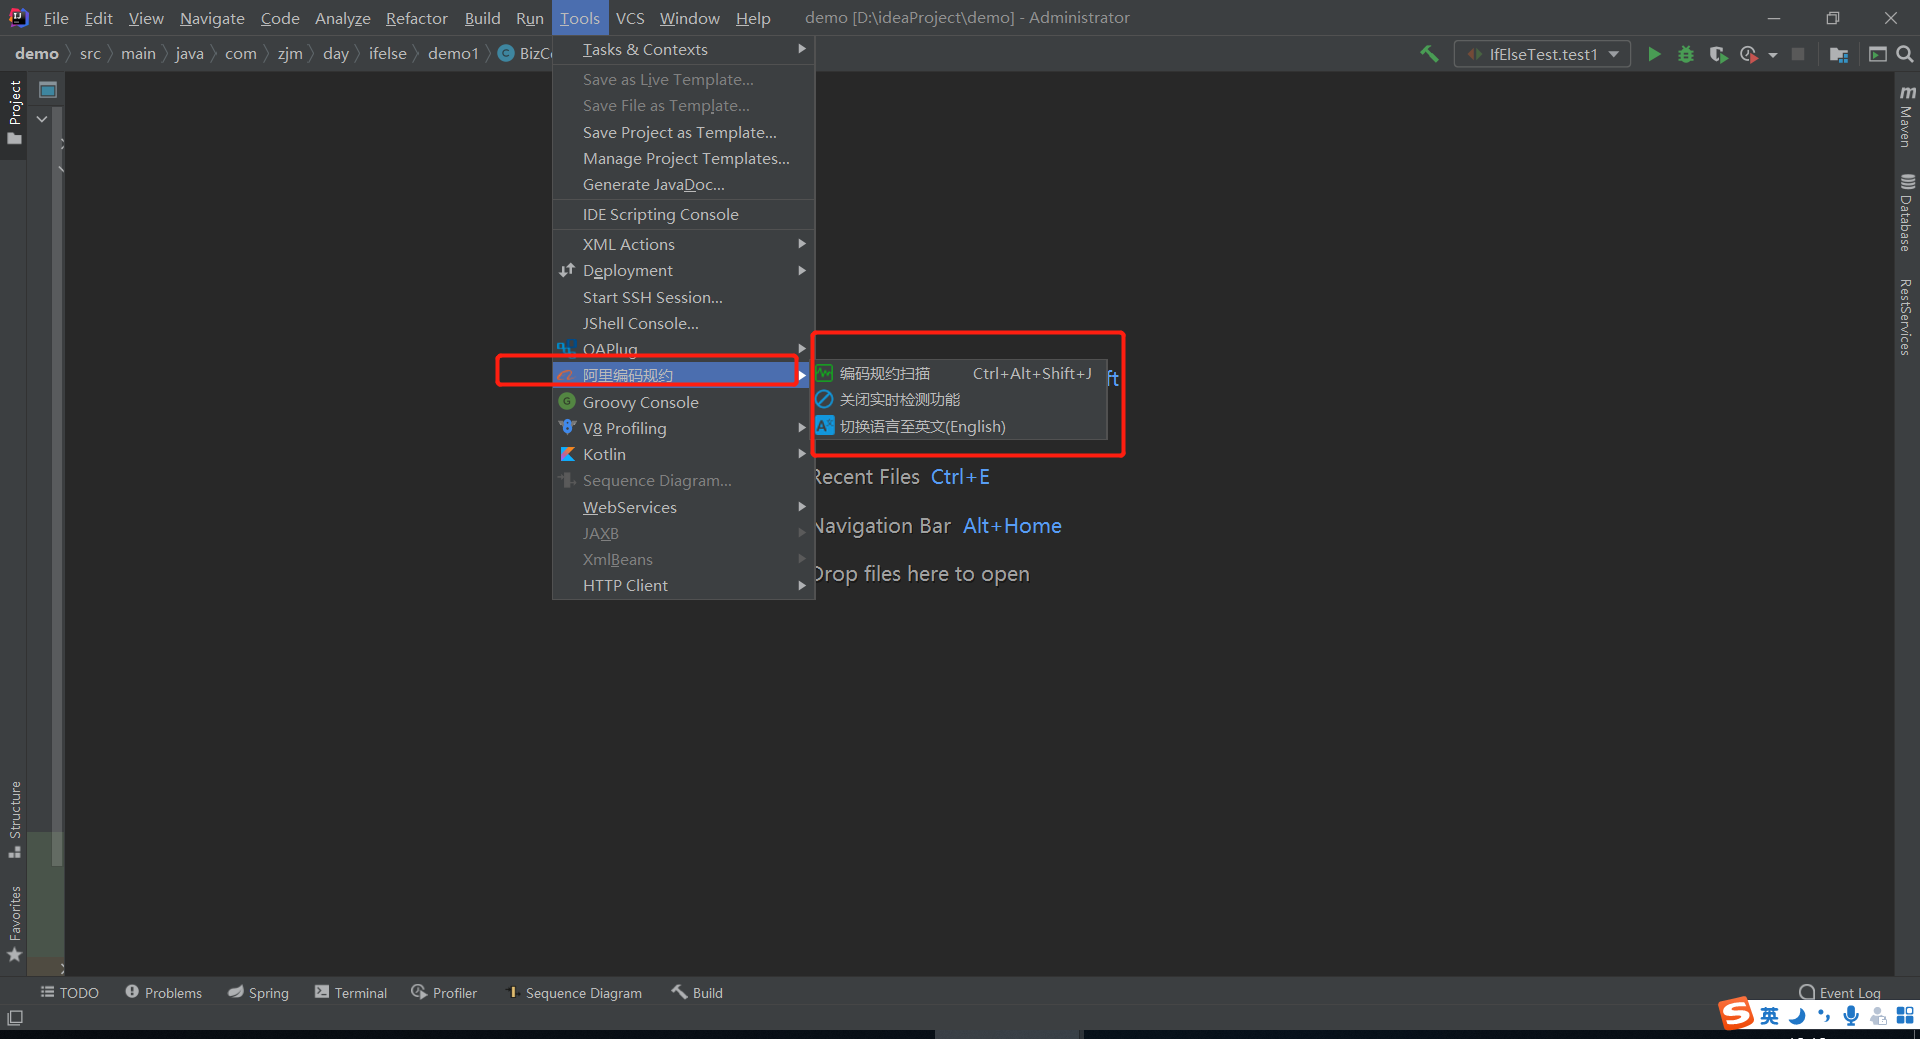 File Edit View Navigate Code Analyze Refactor Build Run Tools VCS Window Help demo [D:\ideaProject\demo] - Administrator
demo src main java com zjm day ifelse demo1 IfElseTest.test1
Tasks & Contexts
Save as Live Template...
Save File as Template...
Save Project as Template...
Manage Project Templates...
Generate JavaDoc...
IDE Scripting Console
XML Actions
Deployment
Start SSH Session...
JShell Console...
QAPlug
阿里编码规约
Groovy Console
V8 Profiling
Kotlin
Sequence Diagram...
WebServices
JAXB
XmlBeans
HTTP Client
编码规约扫描 Ctrl+Alt+Shift+J
关闭实时检测功能
切换语言至英文(English)
Recent Files Ctrl+E
Navigation Bar Alt+Home
Drop files here to open
Project
Structure
Favorites
Maven
Database
RestServices
TODO Problems Spring Terminal Profiler Sequence Diagram Build Event Log
英